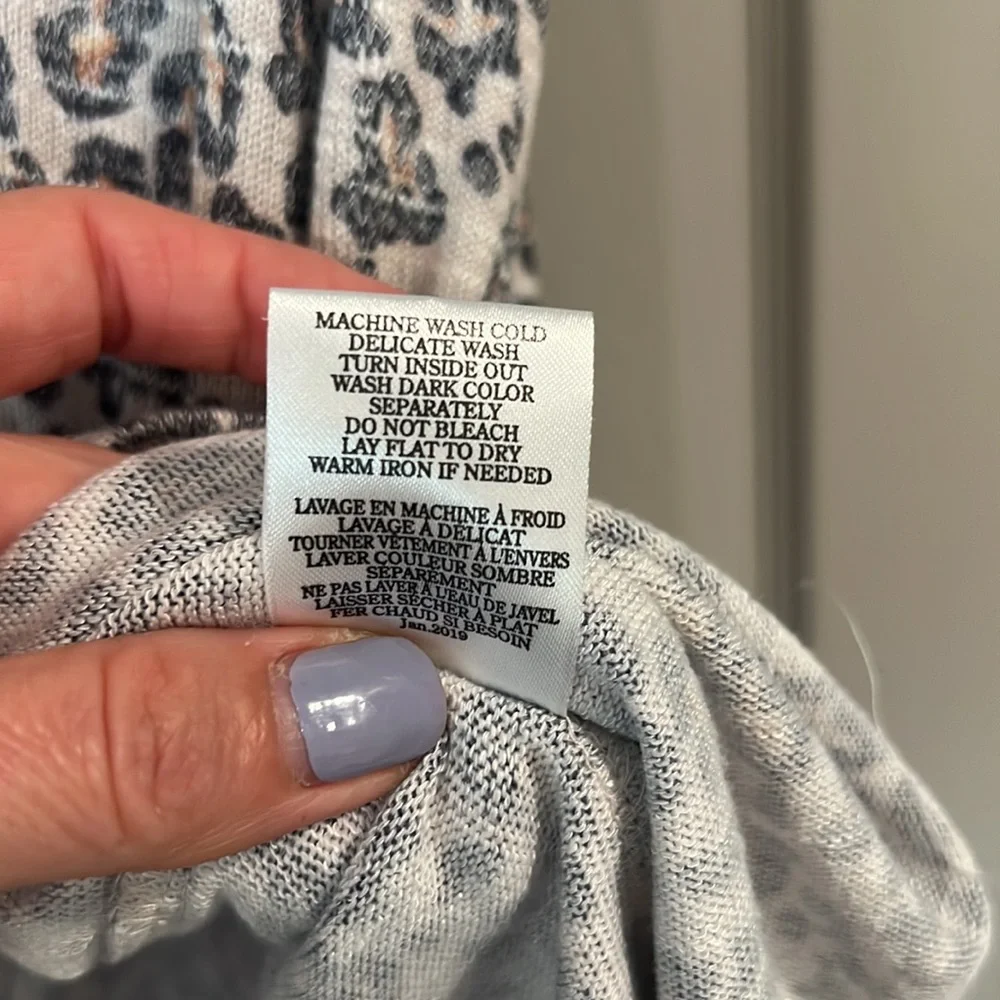 MACHINE WASH COLD
DELICATE WASH
TURN INSIDE OUT
WASH DARK COLOR
SEPARATELY
DO NOT BLEACH
LAY FLAT TO DRY
WARM IRON IF NEEDED
LAVAGE EN MACHINE À FROID
LAVAGE À DÉLICAT
TOURNER VÊTEMENT À L'ENVERS
LAVER COULEUR SOMBRE
SÉPARÉMENT
NE PAS LAVER À L'EAU DE JAVEL
LAISSER SÉCHER À PLAT
FER CHAUD SI BESOIN
Jan.2019